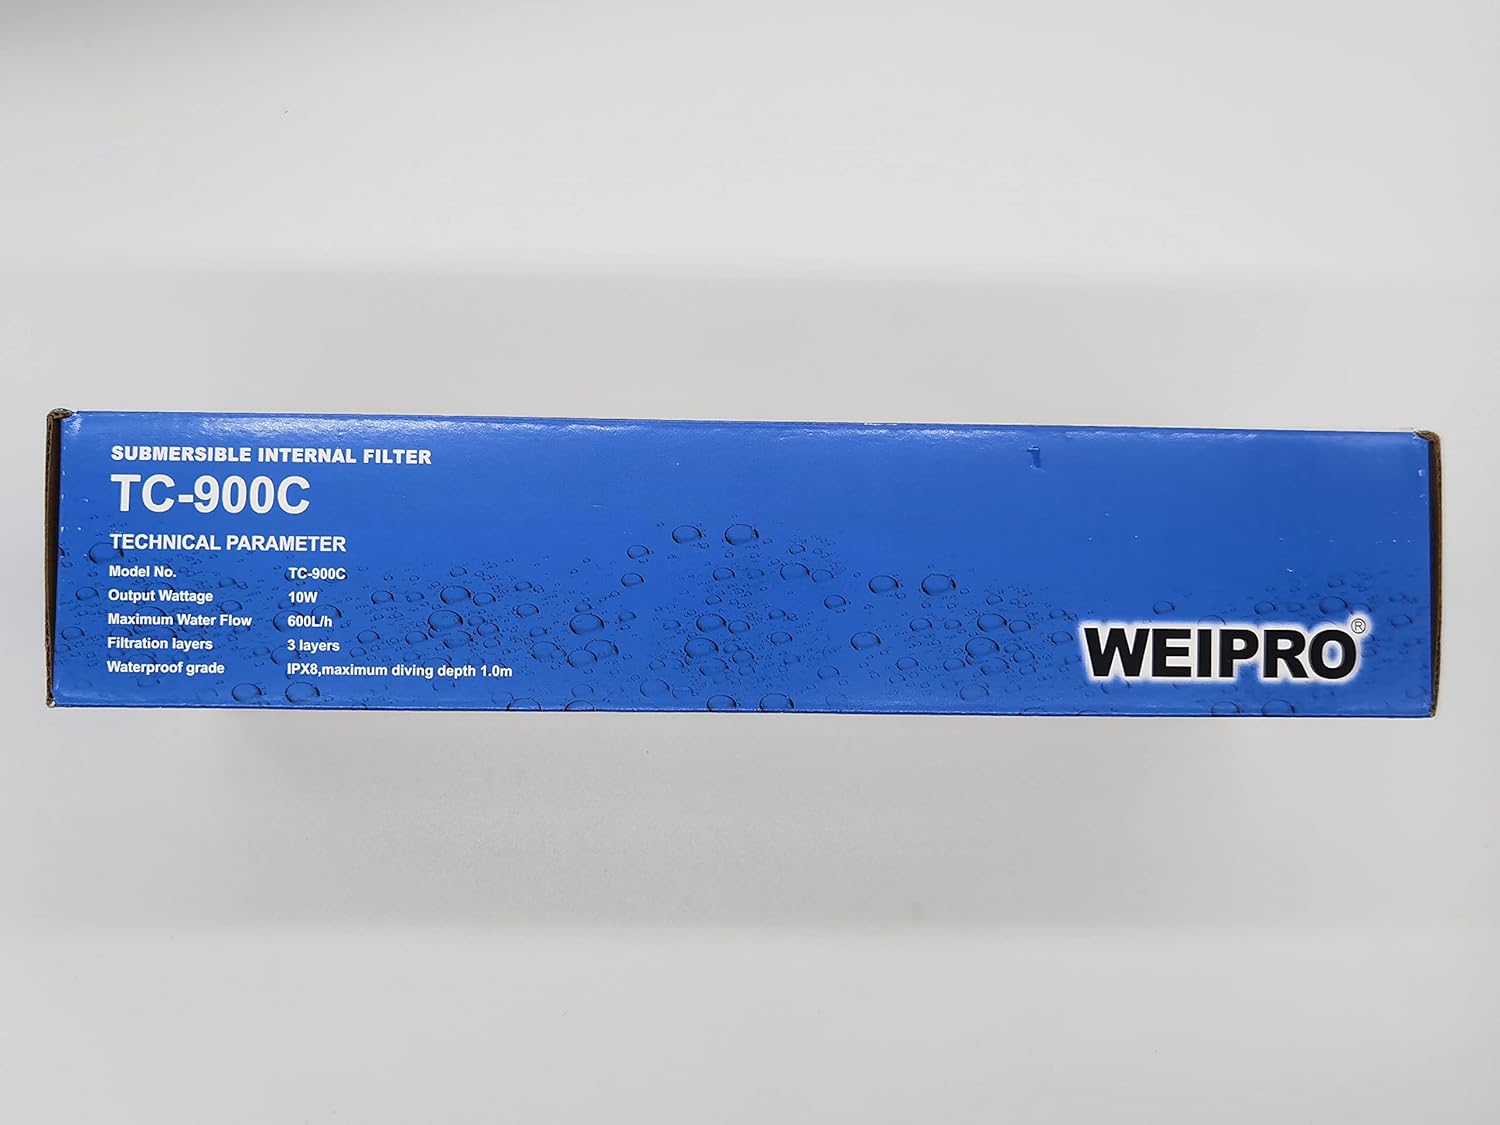 SUBMERSIBLE INTERNAL FILTER
TC-900C
TECHNICAL PARAMETER
Model No. TC-900C
Output Wattage 10W
Maximum Water Flow 600L/h
Filtration layers 3 layers
Waterproof grade IPX8,maximum diving depth 1.0m
WEIPRO®